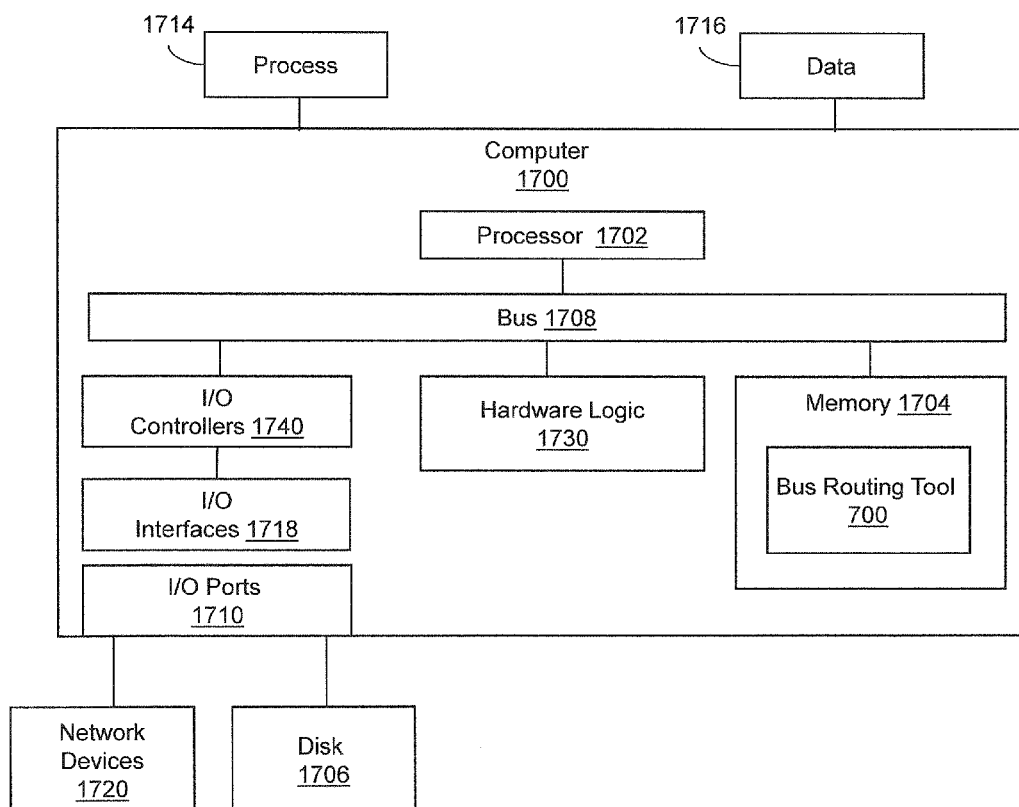 1714
Process
1716
Data
Computer
1700
Processor 1702
Bus 1708
I/O
Controllers 1740
Hardware Logic
1730
Memory 1704
Bus Routing Tool
700
I/O
Interfaces 1718
I/O Ports
1710
Network
Devices
1720
Disk
1706